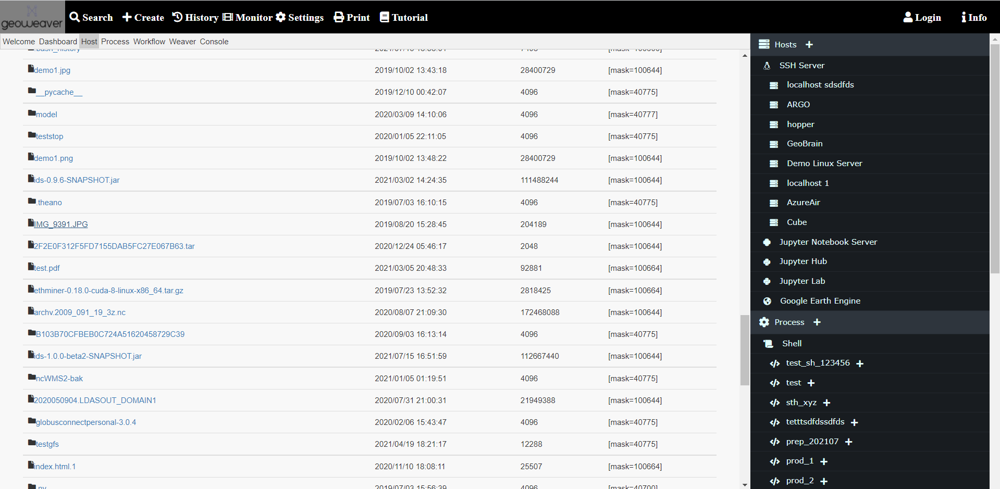 geoweaver Search Create History Monitor Settings Print Tutorial Login Info
Welcome Dashboard Host Process Workflow Weaver Console
.bash_history
demo1.jpg 2019/10/02 13:43:18 28400729 [mask=100644]
__pycache__ 2019/12/10 00:42:07 4096 [mask=40775]
model 2020/03/09 14:10:06 4096 [mask=40777]
teststop 2020/01/05 22:11:05 4096 [mask=40775]
demo1.png 2019/10/02 13:48:22 28400729 [mask=100644]
ids-0.9.6-SNAPSHOT.jar 2021/03/02 14:24:35 111488244 [mask=100644]
.theano 2019/07/03 16:10:15 4096 [mask=40775]
IMG_9391.JPG 2019/08/20 15:28:45 204189 [mask=100644]
2F2E0F312F5FD7155DAB5FC27E067B63.tar 2020/12/24 05:46:17 2048 [mask=100644]
test.pdf 2021/03/05 20:48:33 92881 [mask=100664]
ethminer-0.18.0-cuda-8-linux-x86_64.tar.gz 2019/07/23 13:52:32 2818425 [mask=100664]
archv.2009_091_19_3z.nc 2020/08/07 21:09:30 172468088 [mask=100644]
B103B70CFBEB0C724A51620458729C39 2020/09/03 16:13:14 4096 [mask=40775]
ids-1.0.0-beta2-SNAPSHOT.jar 2021/07/15 16:51:59 112667440 [mask=100644]
ncWMS2-bak 2021/01/05 01:19:51 4096 [mask=40775]
2020050904.LDASOUT_DOMAIN1 2020/07/31 21:00:31 21949388 [mask=100644]
globusconnectpersonal-3.0.4 2020/02/06 15:43:47 4096 [mask=40775]
testgfs 2021/04/19 18:21:17 12288 [mask=40775]
index.html.1 2020/11/10 18:08:11 25507 [mask=100664]
.nv 2019/07/03 15:56:39 4096 [mask=40700]
Hosts
SSH Server
localhost sdsdfds
ARGO
hopper
GeoBrain
Demo Linux Server
localhost 1
AzureAir
Cube
Jupyter Notebook Server
Jupyter Hub
Jupyter Lab
Google Earth Engine
Process
Shell
test_sh_123456
test
sth_xyz
tetttsdfdssdfds
prep_202107
prod_1
prod_2